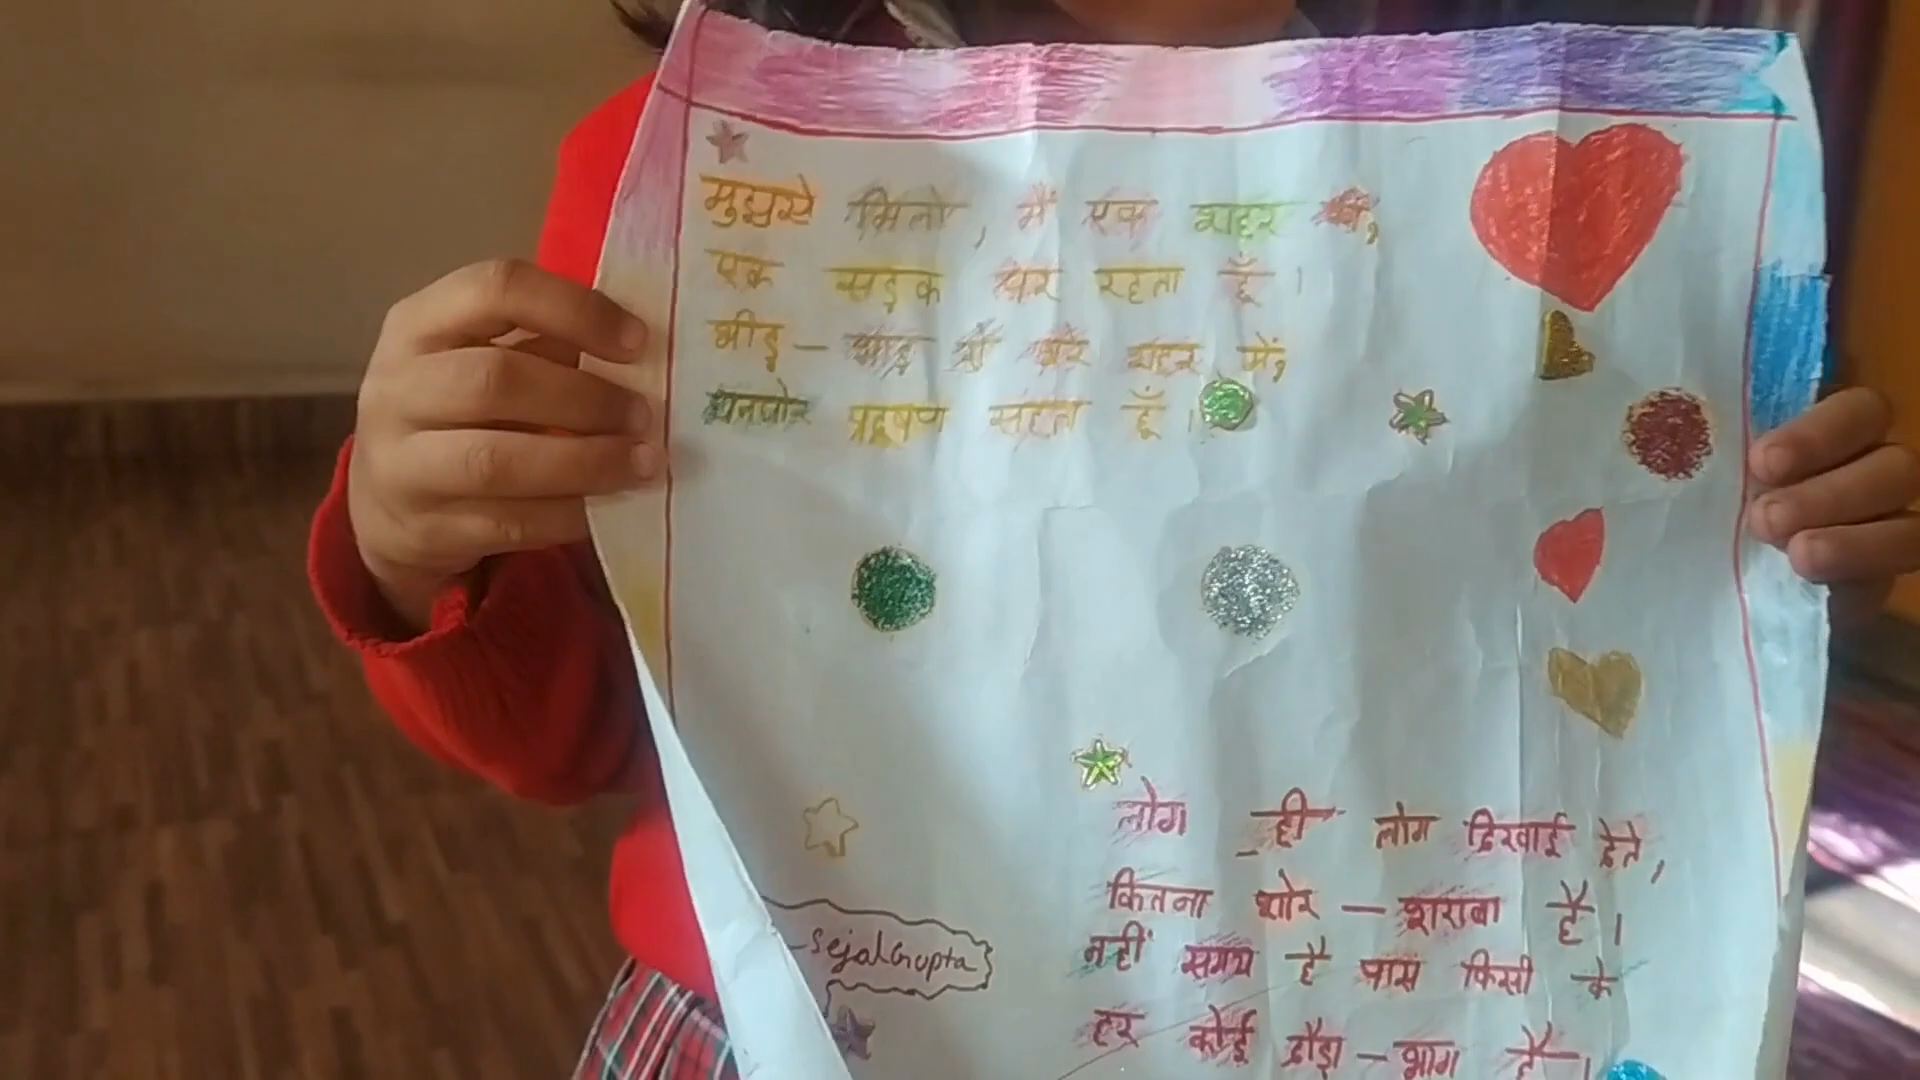 मुझसे मिलो, मैं एक शहर की,
एक सड़क पर रहता हूँ।
भीड़ - भाड़ से भरे शहर में,
घनघोर प्रदूषण सहता हूँ।
लोग ही लोग दिखाई देते,
कितना शोर - शराबा है।
नहीं समय है पास किसी के
हर कोई दौड़ा - भागा है।
-Sejal Gupta